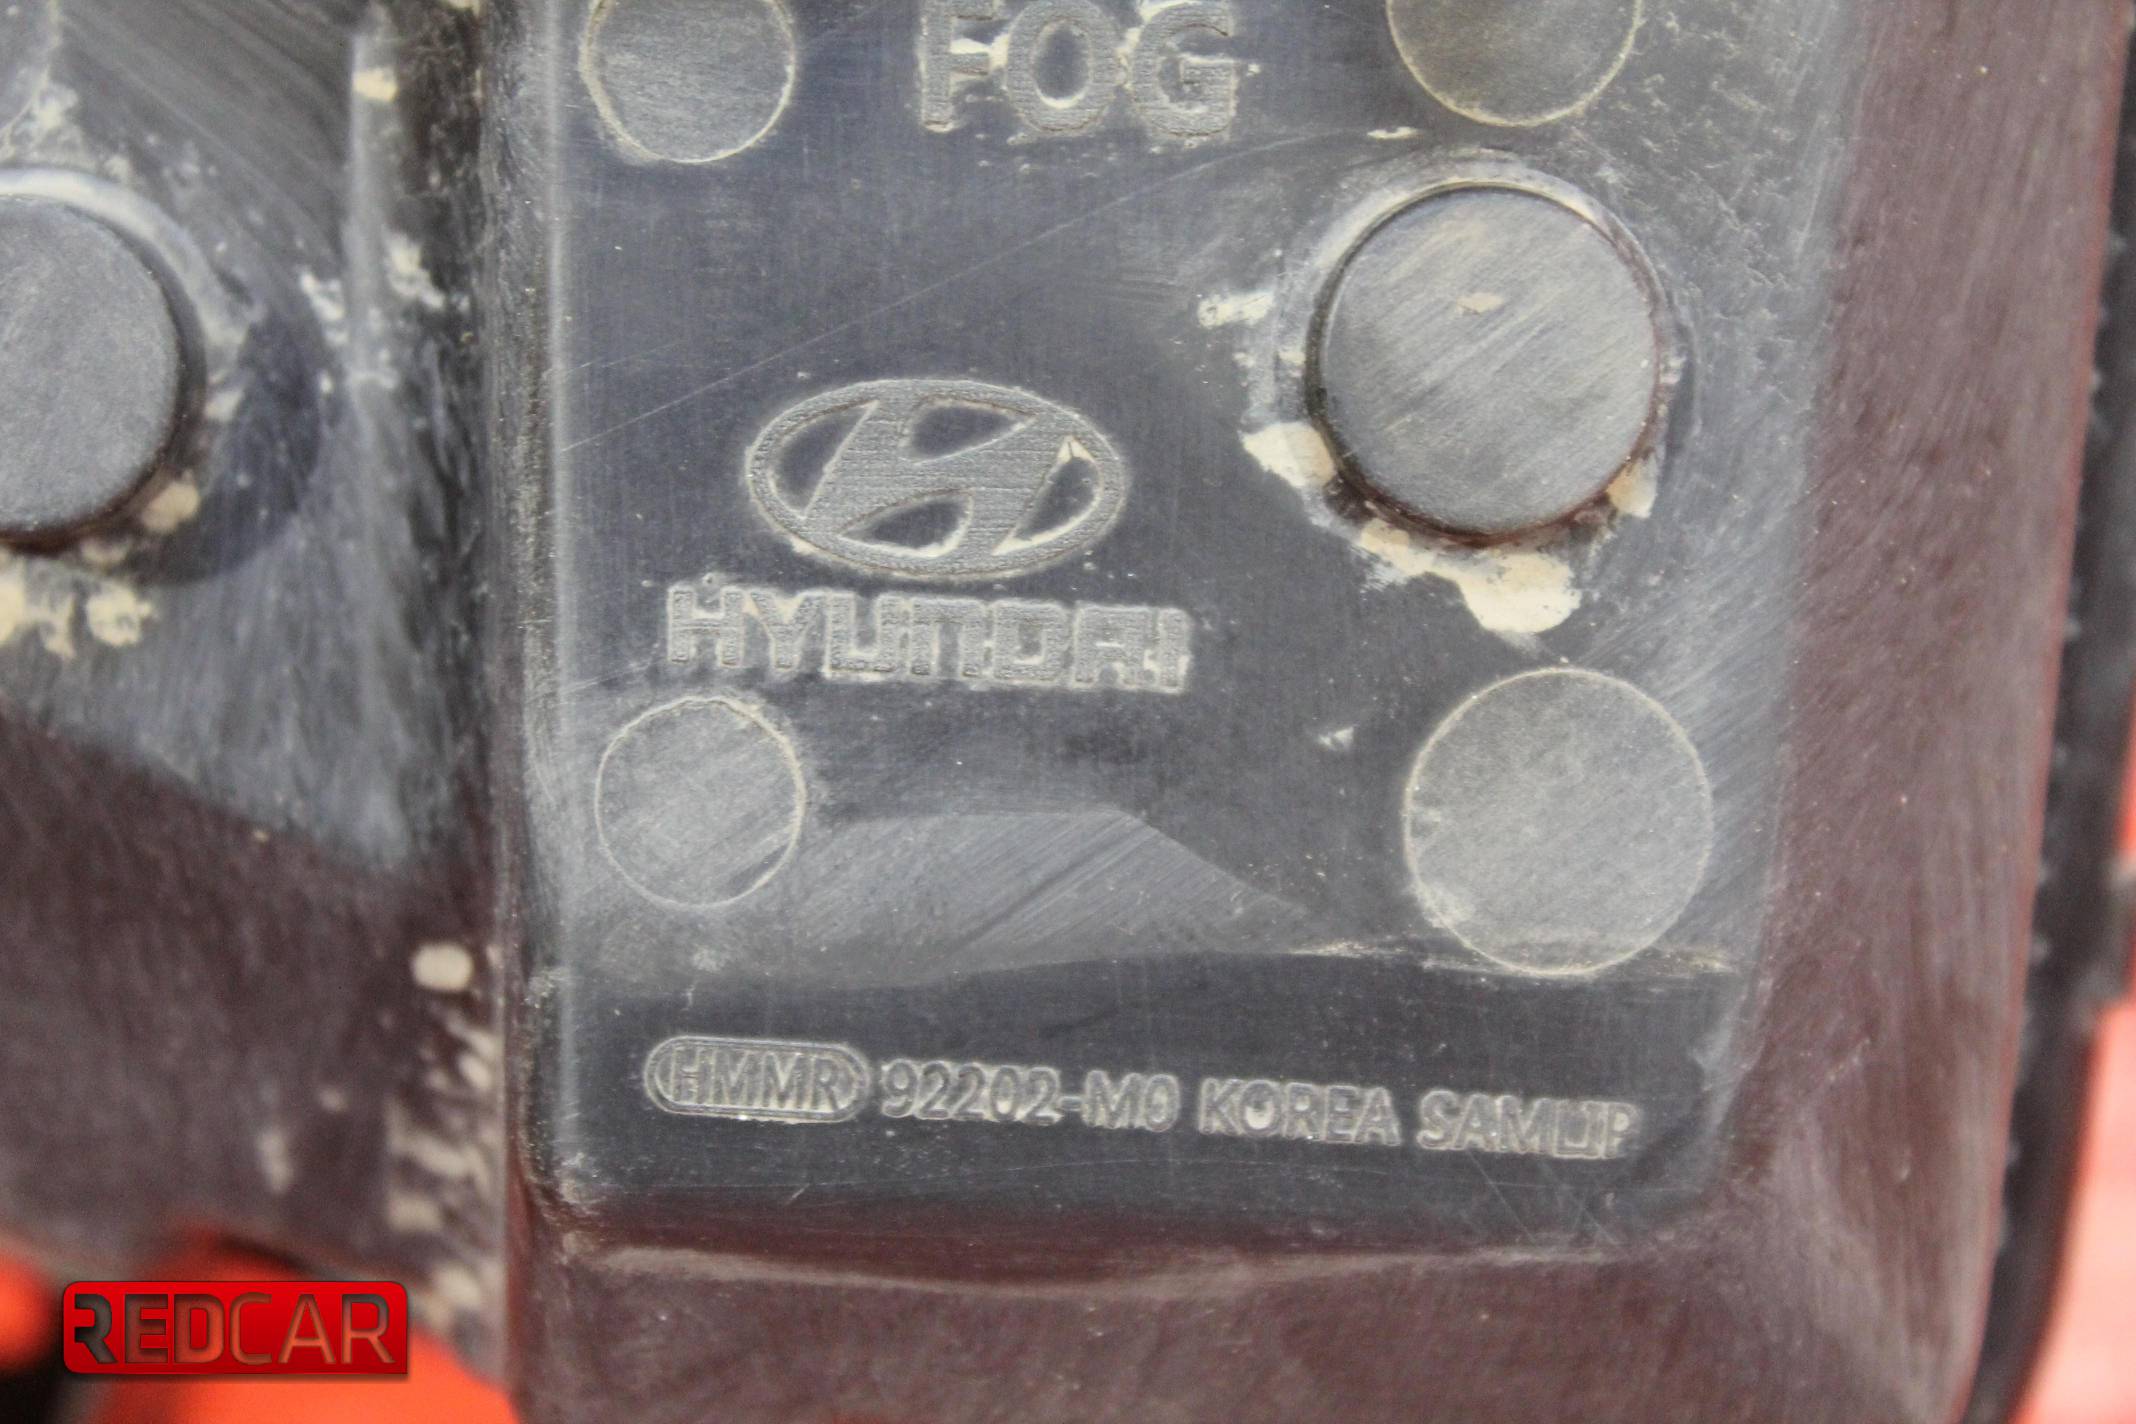 FOG
HYUNDAI
HMMR 92202-M0 KOREA SAMLIP
REDCAR